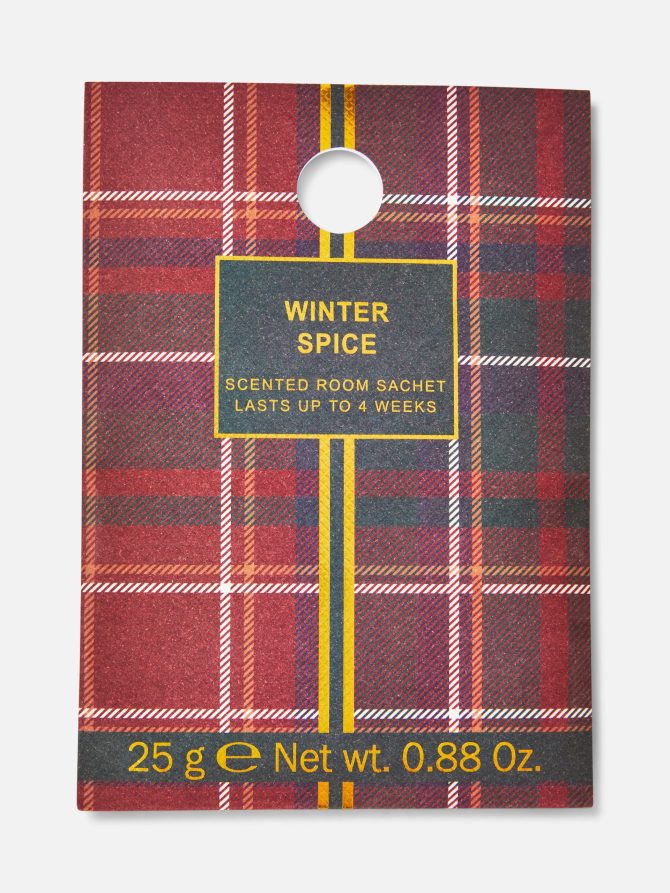 WINTER
SPICE
SCENTED ROOM SACHET
LASTS UP TO 4 WEEKS
25 g ℮ Net wt. 0.88 Oz.